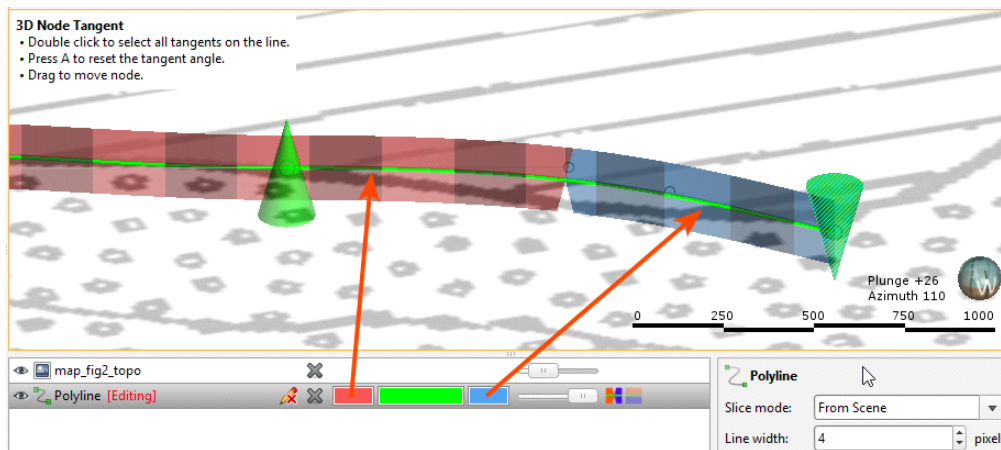 3D Node Tangent
• Double click to select all tangents on the line.
• Press A to reset the tangent angle.
• Drag to move node.
Plunge +26
Azimuth 110
W
0 250 500 750 1000
map_fig2_topo
Polyline [Editing]
Polyline
Slice mode: From Scene
Line width: 4 pixel